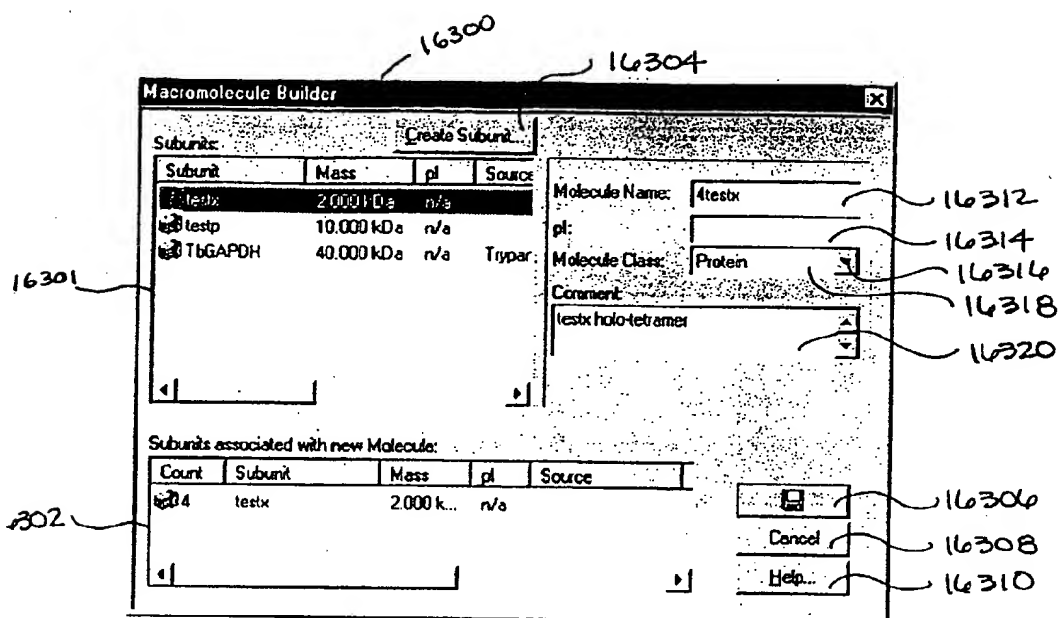 16300
16304
Macromolecule Builder
Create Subunit...
Subunits:
Subunit Mass pI Source
testx 2.000 kDa n/a
testp 10.000 kDa n/a
TbGAPDH 40.000 kDa n/a Trypar
16301
Molecule Name: 4testx
16312
pI:
16314
Molecule Class: Protein
16316
16318
Comment:
testx holo-tetramer
16320
Subunits associated with new Molecule:
Count Subunit Mass pI Source
4 testx 2.000 k... n/a
6302
16306
Cancel
16308
Help...
16310